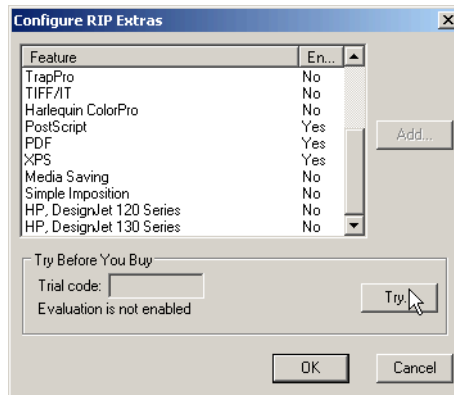 Configure RIP Extras
Feature En...
TrapPro No
TIFF/IT No
Harlequin ColorPro No
PostScript Yes
PDF Yes
XPS Yes
Media Saving No
Simple Imposition No
HP, DesignJet 120 Series No
HP, DesignJet 130 Series No
Add...
Try Before You Buy
Trial code:
Evaluation is not enabled
Try.
OK Cancel